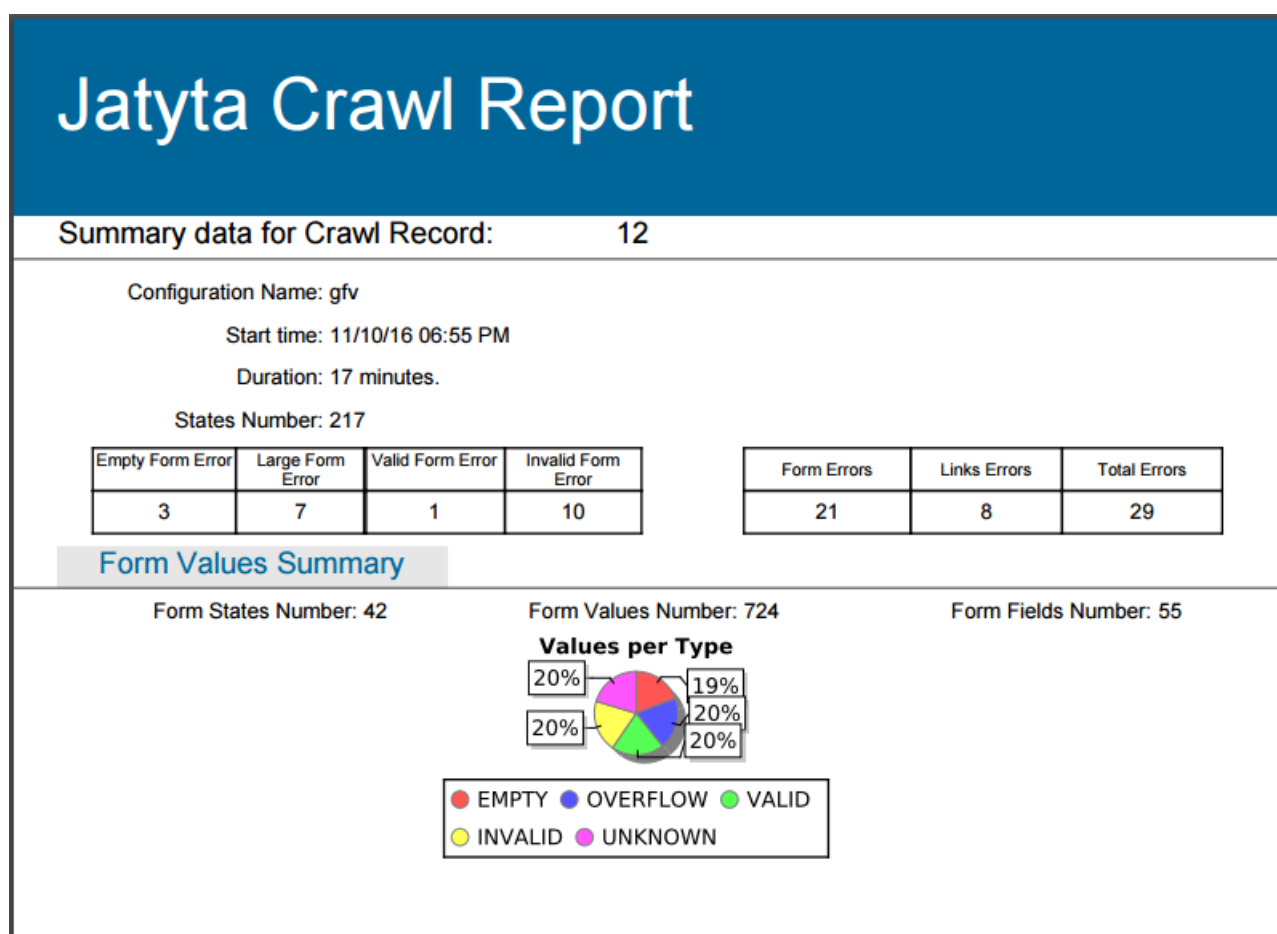 Jatyta Crawl Report
Summary data for Crawl Record: 12
Configuration Name: gfv
Start time: 11/10/16 06:55 PM
Duration: 17 minutes.
States Number: 217
Empty Form Error Large Form Error Valid Form Error Invalid Form Error Form Errors Links Errors Total Errors
3 7 1 10 21 8 29
Form Values Summary
Form States Number: 42 Form Values Number: 724 Form Fields Number: 55
Values per Type
20% 19%
20%
20% 20%
EMPTY OVERFLOW VALID
INVALID UNKNOWN